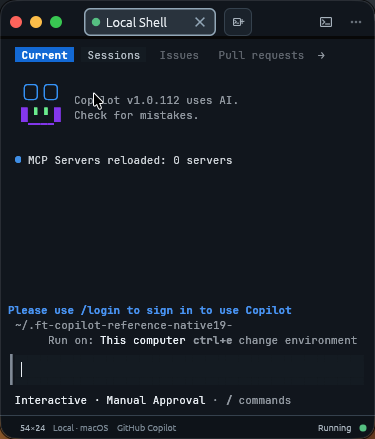 Local Shell
Current Sessions Issues Pull requests →
Copilot v1.0.112 uses AI.
Check for mistakes.
MCP Servers reloaded: 0 servers
Please use /login to sign in to use Copilot
~/.ft-copilot-reference-native19-
Run on: This computer ctrl+e change environment
Interactive · Manual Approval · / commands
54×24 Local · macOS GitHub Copilot Running